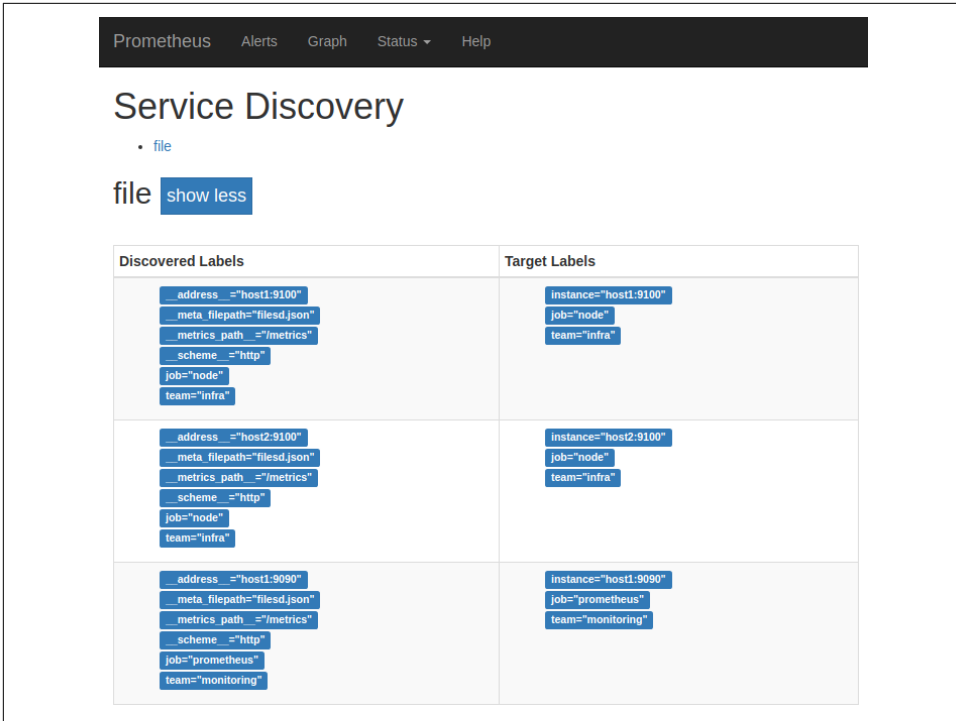 Prometheus Alerts Graph Status Help
Service Discovery
file
file show less
Discovered Labels Target Labels
__address__="host1:9100" instance="host1:9100"
__meta_filepath="filesd.json" job="node"
__metrics_path__="/metrics" team="infra"
__scheme__="http"
job="node"
team="infra"
__address__="host2:9100" instance="host2:9100"
__meta_filepath="filesd.json" job="node"
__metrics_path__="/metrics" team="infra"
__scheme__="http"
job="node"
team="infra"
__address__="host1:9090" instance="host1:9090"
__meta_filepath="filesd.json" job="prometheus"
__metrics_path__="/metrics" team="monitoring"
__scheme__="http"
job="prometheus"
team="monitoring"